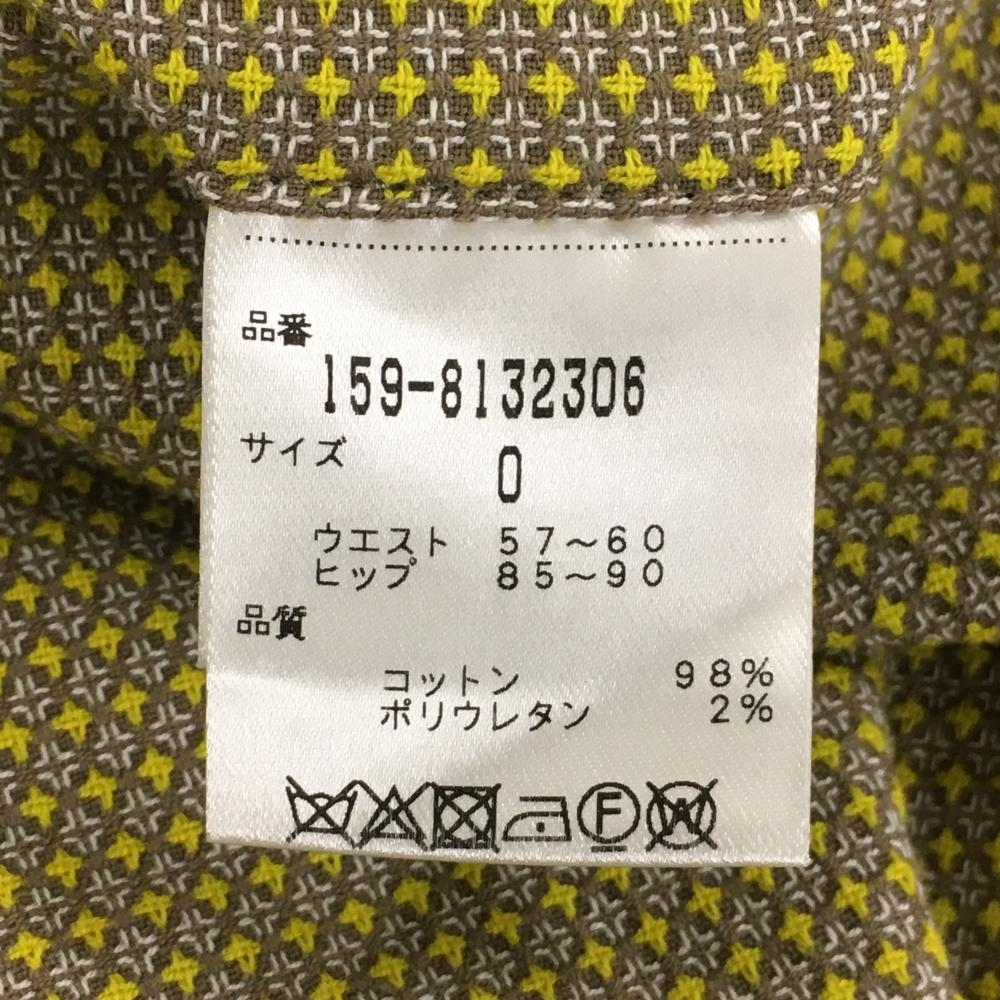 品番
159-8132306
サイズ
0
ウエスト 57〜60
ヒップ 85〜90
品質
コットン 98%
ポリウレタン 2%
F W